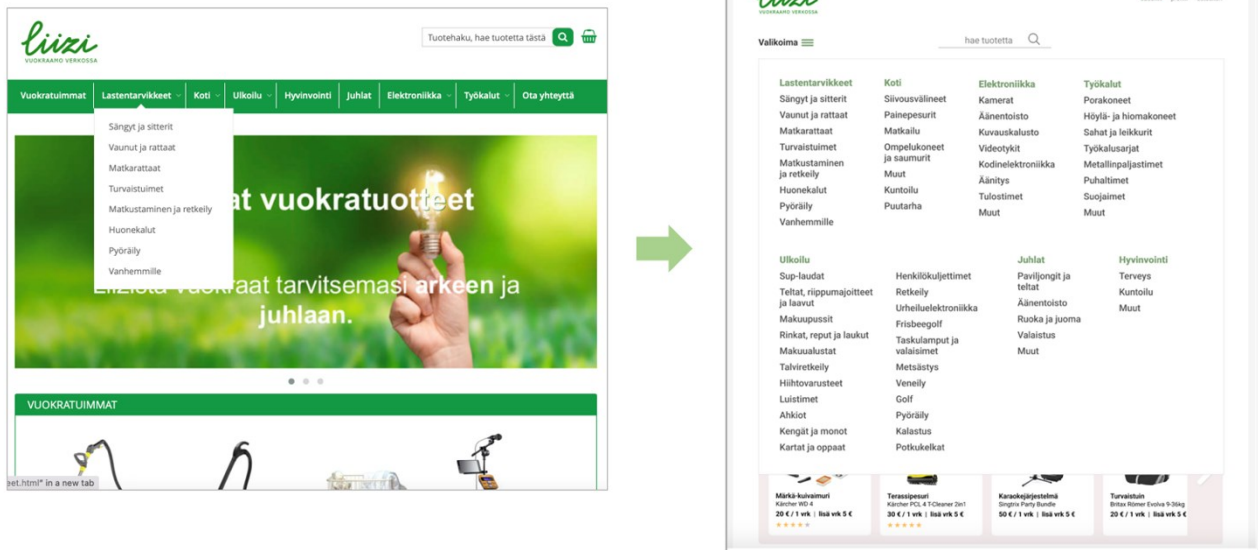 liizi
VUOKRAAMO VERKOSSA
Tuotehaku, hae tuotetta tästä
Vuokratuimmat Lastentarvikkeet Koti Ulkoilu Hyvinvointi Juhlat Elektroniikka Työkalut Ota yhteyttä
Sängyt ja sitterit
Vaunut ja rattaat
Matkarattaat
Turvaistuimet
Matkustaminen ja retkeily
Huonekalut
Pyöräily
Vanhemmille
at vuokratuotteet
raat tarvitsemasi arkeen ja
juhlaan.
VUOKRATUIMMAT
eet.html" in a new tab
liizi
VUOKRAAMO VERKOSSA
Valikoima
hae tuotetta
Lastentarvikkeet
Sängyt ja sitterit
Vaunut ja rattaat
Matkarattaat
Turvaistuimet
Matkustaminen
ja retkeily
Huonekalut
Pyöräily
Vanhemmille
Koti
Siivousvälineet
Painepesurit
Matkailu
Ompelukoneet
ja saumurit
Muut
Kuntoilu
Puutarha
Elektroniikka
Kamerat
Äänentoisto
Kuvauskalusto
Videotykit
Kodinelektroniikka
Äänitys
Tulostimet
Muut
Työkalut
Porakoneet
Höylä- ja hiomakoneet
Sahat ja leikkurit
Työkalusarjat
Metallinpaljastimet
Puhaltimet
Suojaimet
Muut
Ulkoilu
Sup-laudat
Teltat, riippumajoitteet
ja laavut
Makuupussit
Rinkat, reput ja laukut
Makuualustat
Talviretkeily
Hiihtovarusteet
Luistimet
Ahkiot
Kengät ja monot
Kartat ja oppaat
Henkilökuljettimet
Retkeily
Urheiluelektroniikka
Frisbeegolf
Taskulamput ja
valaisimet
Metsästys
Veneily
Golf
Pyöräily
Kalastus
Potkukelkat
Juhlat
Paviljongit ja
teltat
Äänentoisto
Ruoka ja juoma
Valaistus
Muut
Hyvinvointi
Terveys
Kuntoilu
Muut
Märkä-kuivaimuri
Kärcher WD 4
20 € / 1 vrk | lisä vrk 5 €
Terassipesuri
Kärcher PCL 4 T-Cleaner 2in1
30 € / 1 vrk | lisä vrk 5 €
Karaokejärjestelmä
Singtrix Party Bundle
50 € / 1 vrk | lisä vrk 5 €
Turvaistuin
Britax Römer Evolva 9-36kg
20 € / 1 vrk | lisä vrk 5 €